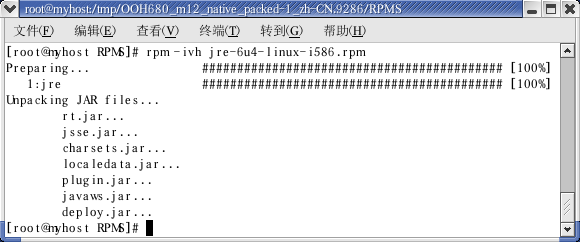 root@myhost/tmp/OOH680_m12_native_packed-1_zh-CN.9286/RPMS
文件(F) 编辑(E) 查看(V) 终端(T) 转到(G) 帮助(H)
[root@myhost RPMS]# rpm -ivh jre-6u4-linux-i586.rpm
Preparing... ########################################### [100%]
1:jre ########################################### [100%]
Unpacking JAR files...
rt.jar...
jsse.jar...
charsets.jar...
localedata.jar...
plugin.jar...
javaws.jar...
deploy.jar...
[root@myhost RPMS]#